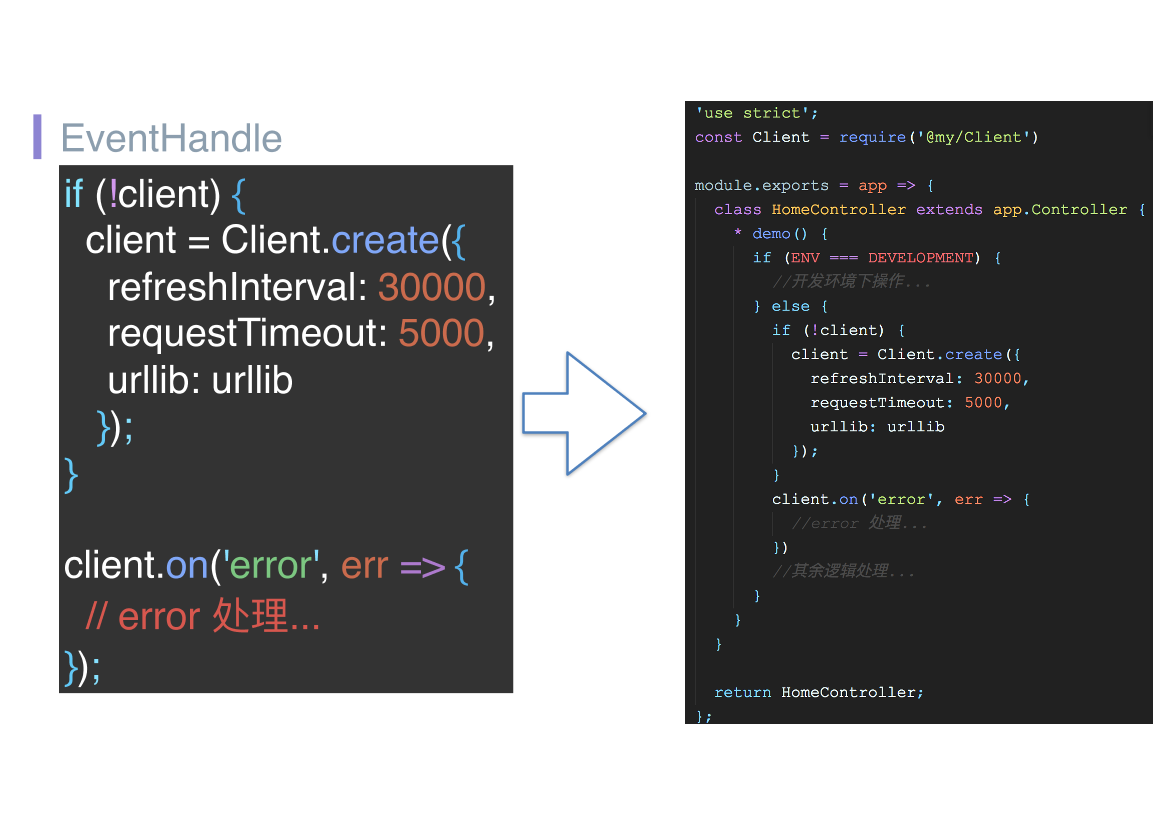 EventHandle
if (!client) {
client = Client.create({
refreshInterval: 30000,
requestTimeout: 5000,
urllib: urllib
});
}
client.on('error', err => {
// error 处理...
});
'use strict';
const Client = require('@my/Client')
module.exports = app => {
class HomeController extends app.Controller {
* demo() {
if (ENV === DEVELOPMENT) {
//开发环境下操作...
} else {
if (!client) {
client = Client.create({
refreshInterval: 30000,
requestTimeout: 5000,
urllib: urllib
});
}
client.on('error', err => {
//error 处理...
})
//其余逻辑处理...
}
}
}
return HomeController;
};